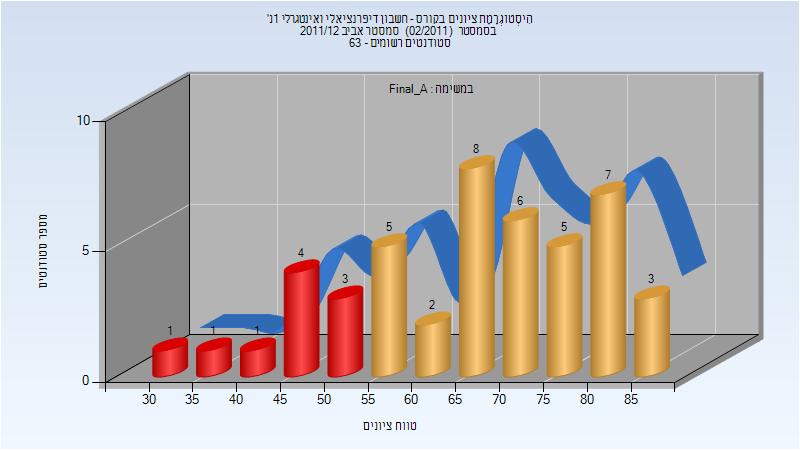 היסטוגרמת ציונים בקורס - חשבון דיפרנציאלי ואינטגרלי 1נ'
בסמסטר (02/2011) סמסטר אביב 2011/12
סטודנטים רשומים - 63
במשימה : Final_A
מספר סטודנטים
10
5
0
1
1
1
4
3
5
2
8
6
5
7
3
30 35 40 45 50 55 60 65 70 75 80 85
טווח ציונים